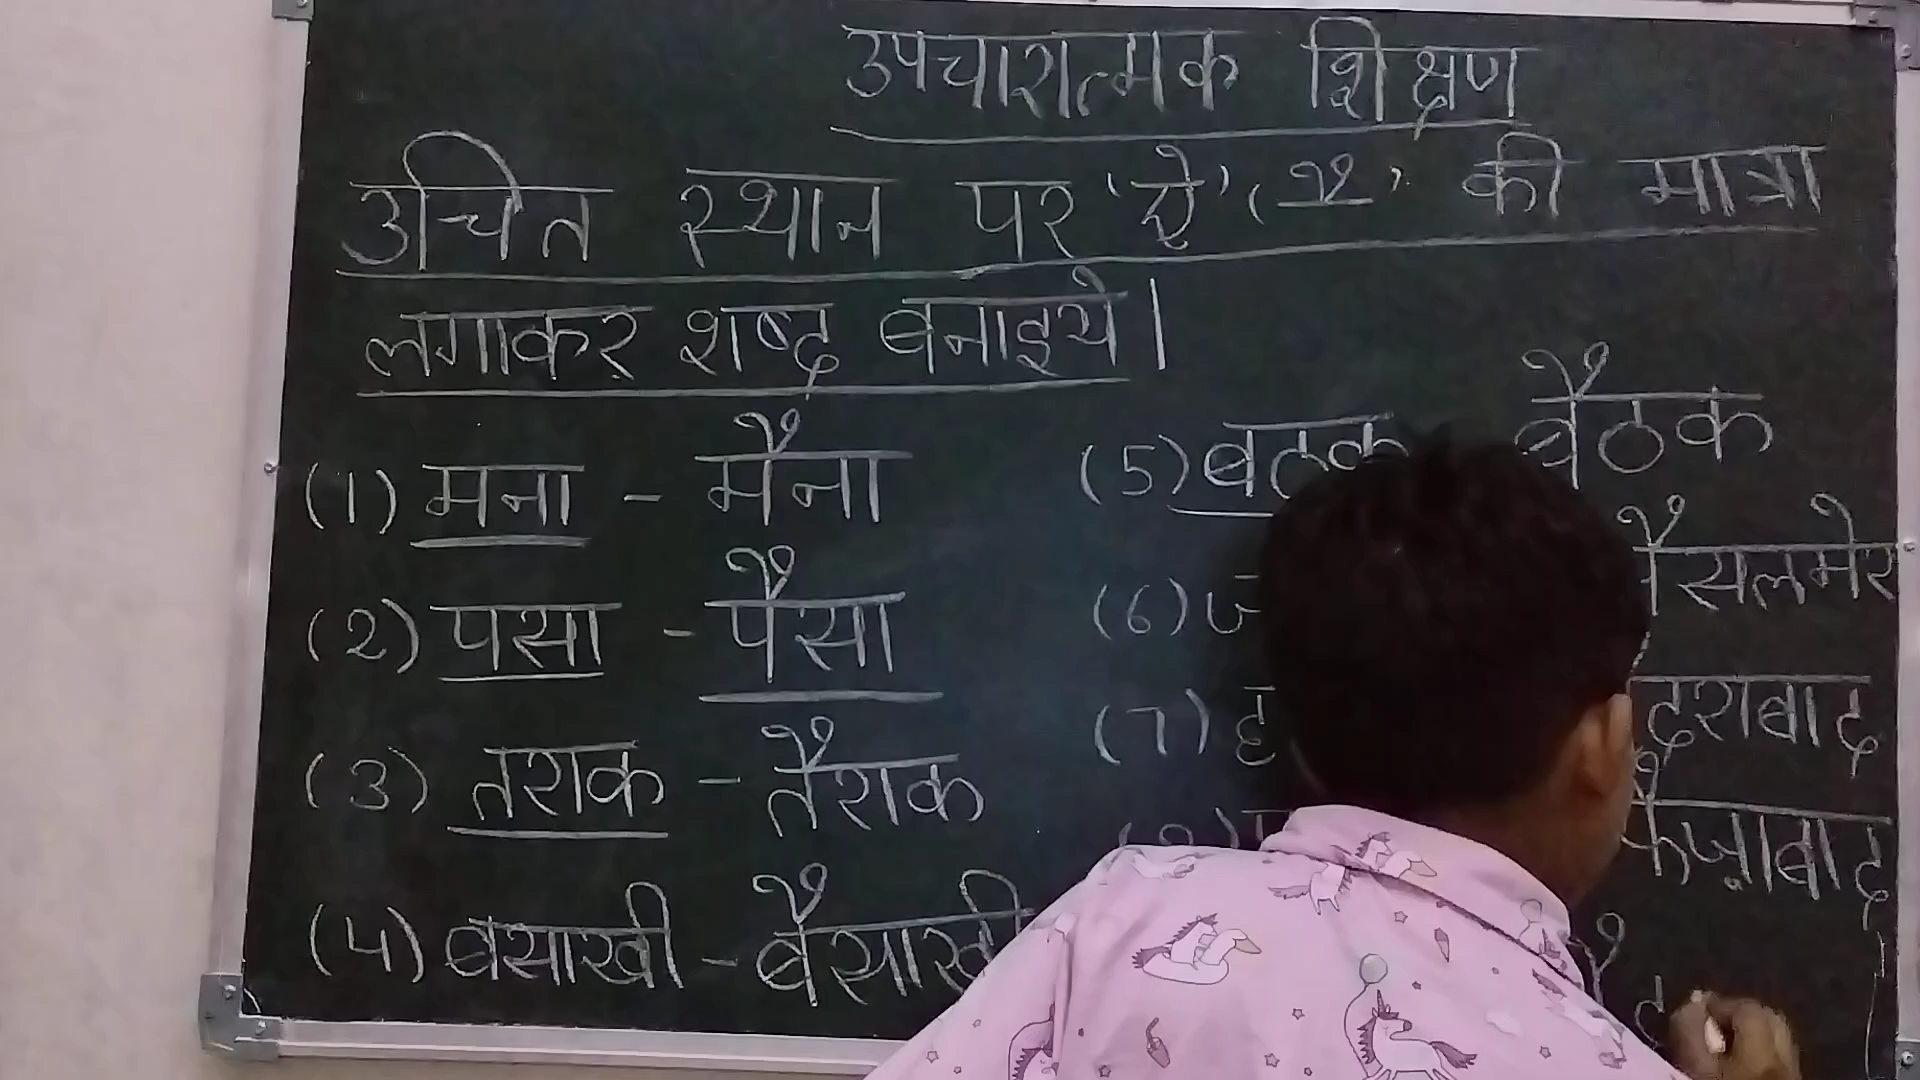 उपचारात्मक शिक्षण
उचित स्थान पर 'ऐ' ( ै ) की मात्रा
लगाकर शब्द बनाइये।
(1) मना - मैना
(2) पसा - पैसा
(3) तराक - तैराक
(4) बसाखी - बैसाखी
(5) बठक बैठक
(6) ज ैसलमेर
(7) ह दराबाद
फैज़ाबाद